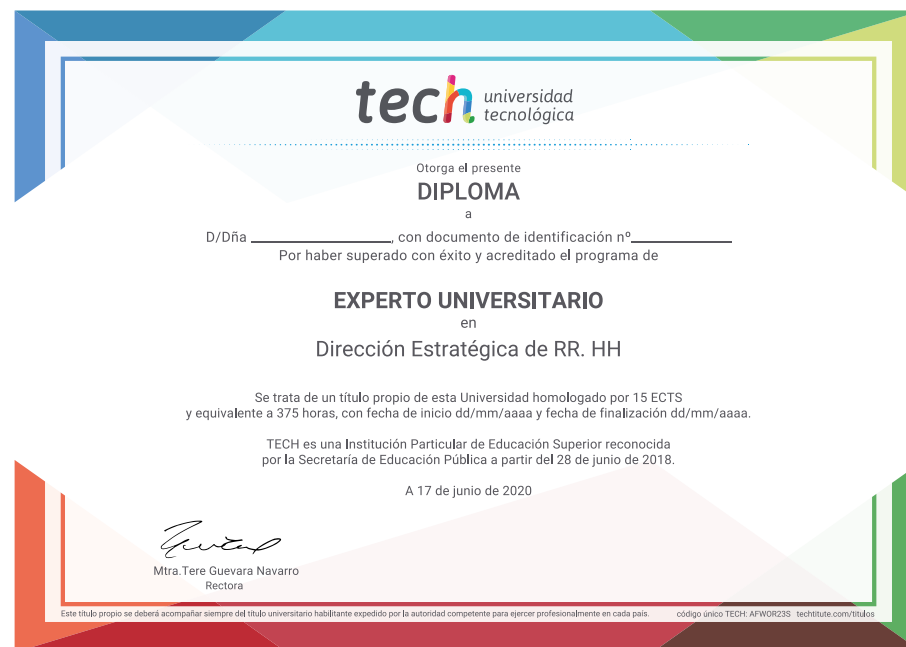 tech universidad
tecnológica
Otorga el presente
DIPLOMA
a
D/Dña ____________________, con documento de identificación nº______________
Por haber superado con éxito y acreditado el programa de
EXPERTO UNIVERSITARIO
en
Dirección Estratégica de RR. HH
Se trata de un título propio de esta Universidad homologado por 15 ECTS
y equivalente a 375 horas, con fecha de inicio dd/mm/aaaa y fecha de finalización dd/mm/aaaa.
TECH es una Institución Particular de Educación Superior reconocida
por la Secretaría de Educación Pública a partir del 28 de junio de 2018.
A 17 de junio de 2020
Mtra.Tere Guevara Navarro
Rectora
Este título propio se deberá acompañar siempre del título universitario habilitante expedido por la autoridad competente para ejercer profesionalmente en cada país. código único TECH: AFWOR23S techtitute.com/titulos